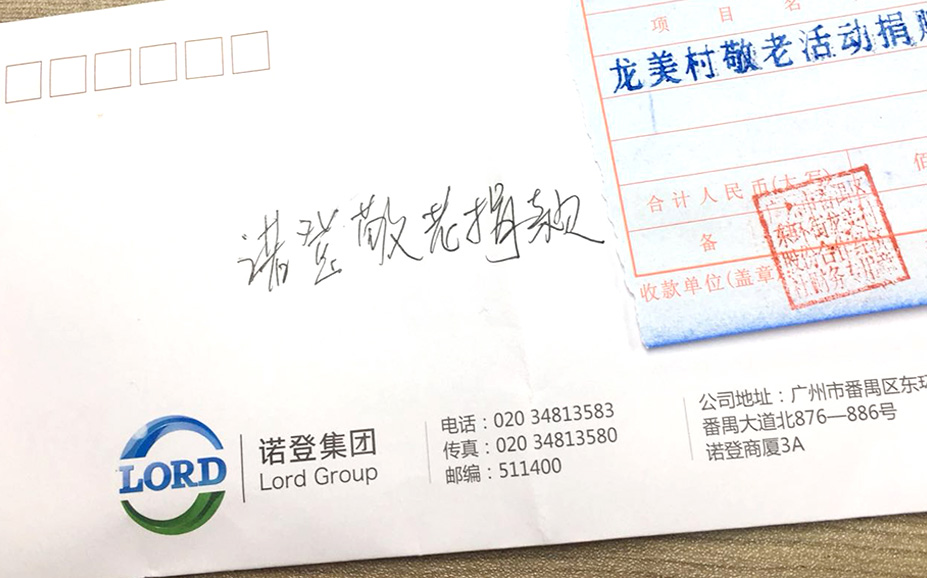 项目名
龙美村敬老活动捐
合计人民币(大写)
佰
备
收款单位(盖章)
诺登敬老捐款
LORD
诺登集团
Lord Group
电话：020 34813583
传真：020 34813580
邮编：511400
公司地址：广州市番禺区东环
番禺大道北876—886号
诺登商厦3A